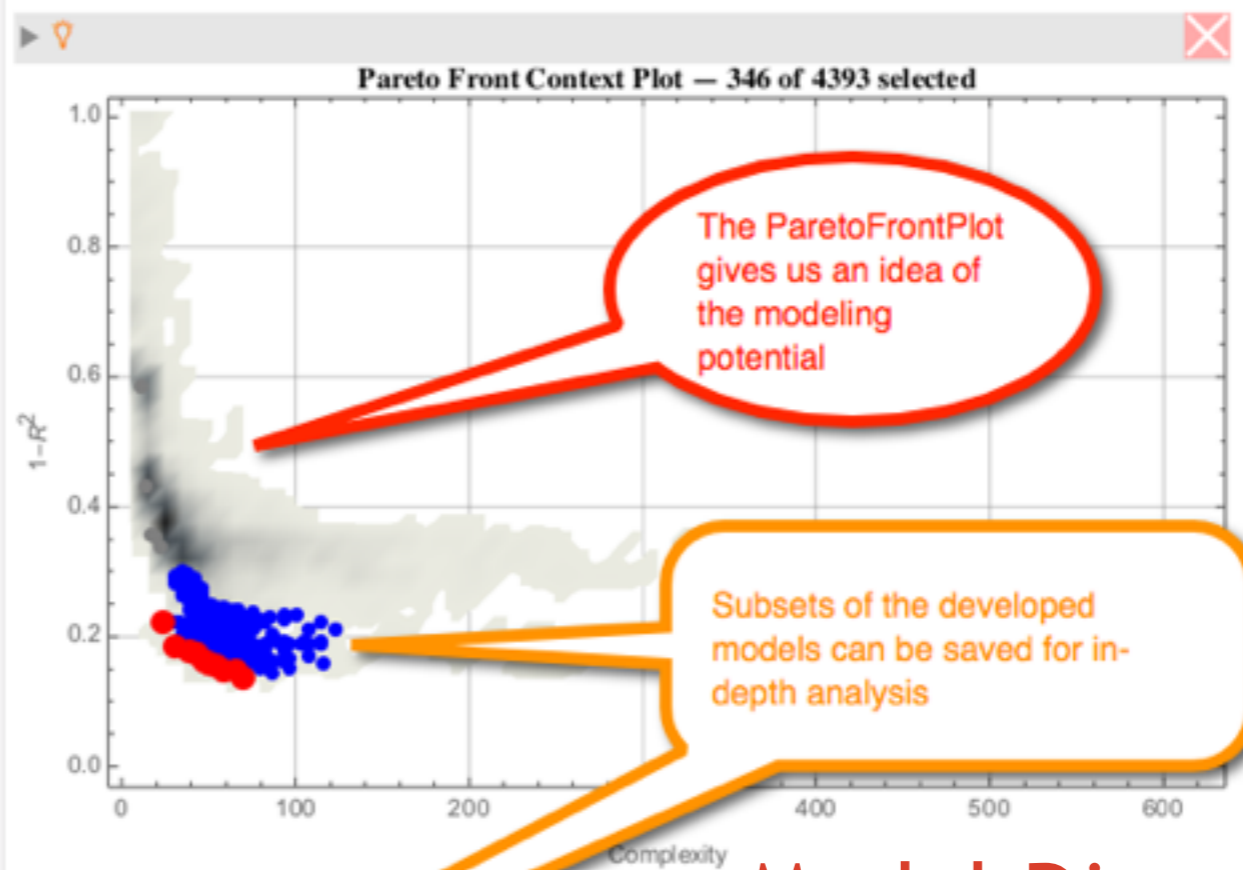 Pareto Front Context Plot — 346 of 4393 selected
1.0
0.8
0.6
0.4
0.2
0.0
1-R²
The ParetoFrontPlot
gives us an idea of
the modeling
potential
Subsets of the developed
models can be saved for in-
depth analysis
0 100 200 400 500 600
Complexity